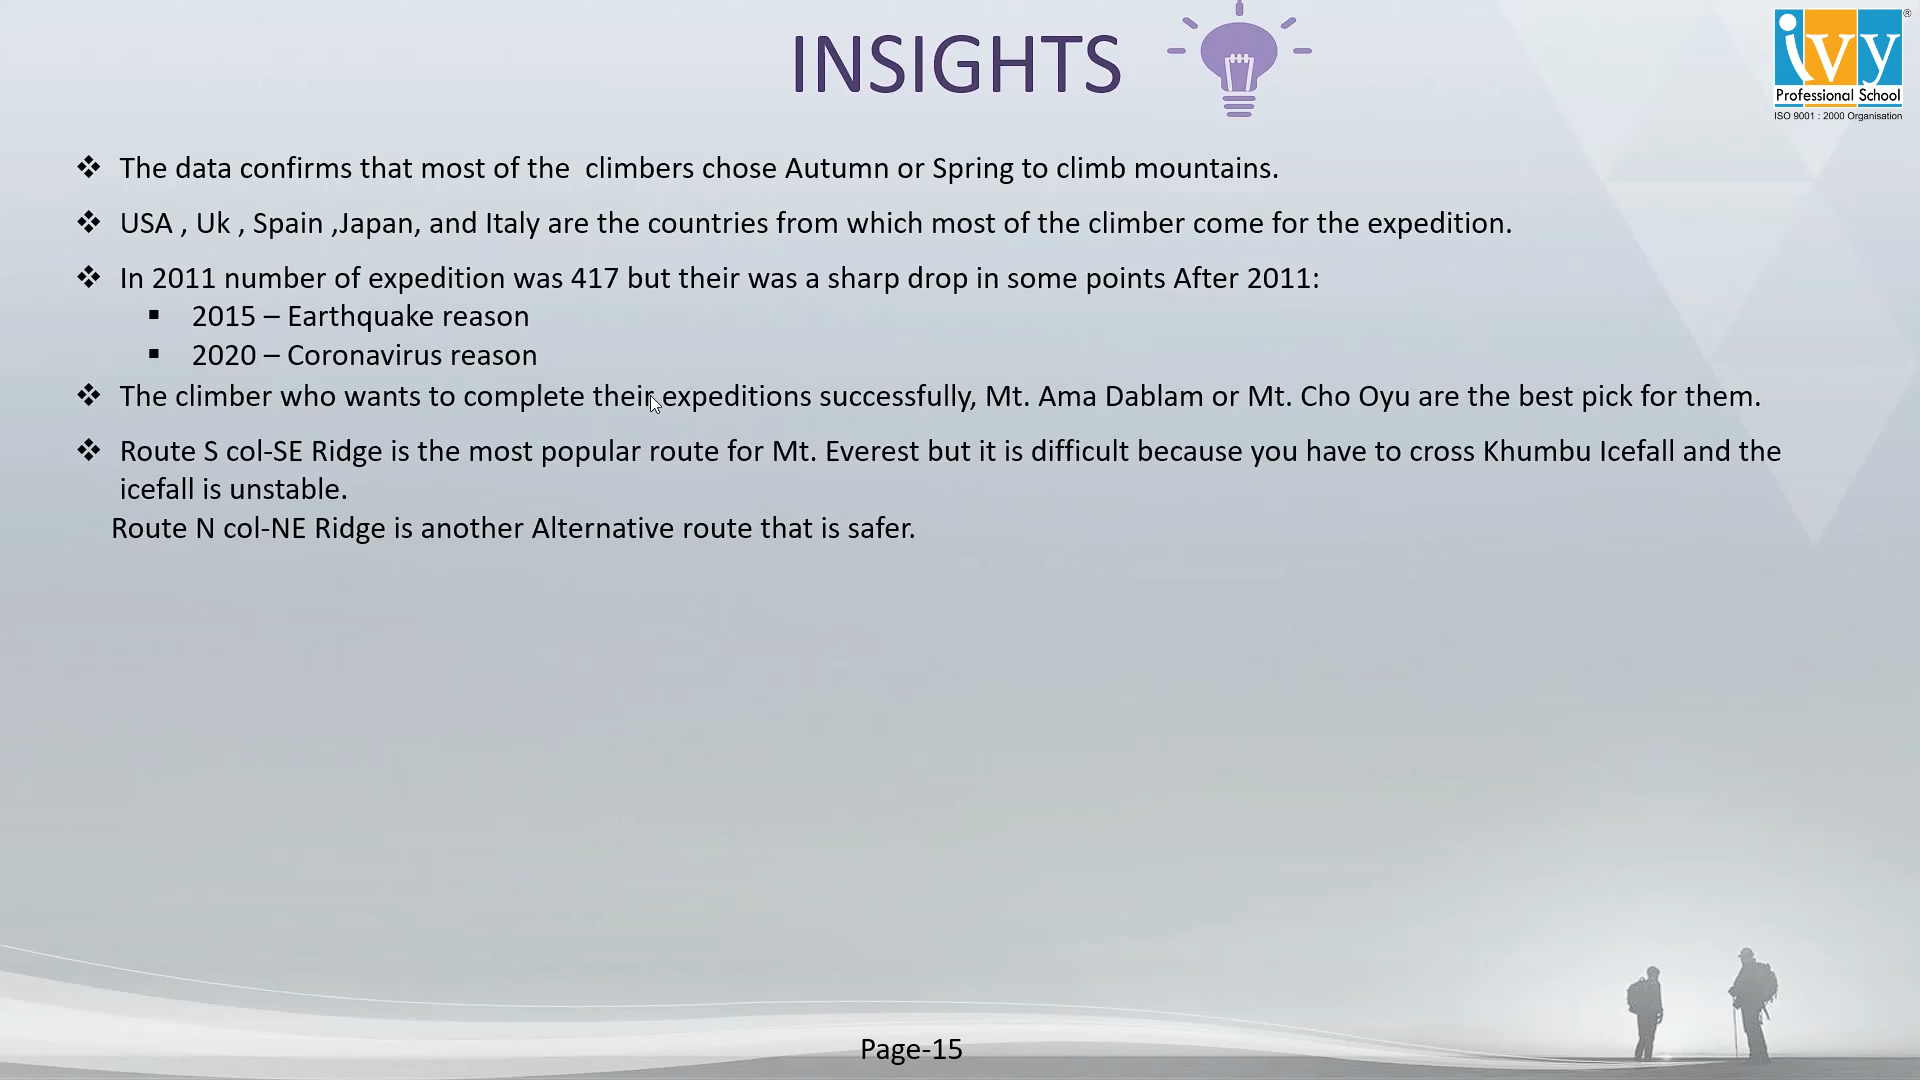 INSIGHTS
ivy
Professional School
ISO 9001 : 2000 Organisation
®
❖ The data confirms that most of the  climbers chose Autumn or Spring to climb mountains.
❖ USA , Uk , Spain ,Japan, and Italy are the countries from which most of the climber come for the expedition.
❖ In 2011 number of expedition was 417 but their was a sharp drop in some points After 2011:
▪ 2015 – Earthquake reason
▪ 2020 – Coronavirus reason
❖ The climber who wants to complete their expeditions successfully, Mt. Ama Dablam or Mt. Cho Oyu are the best pick for them.
❖ Route S col-SE Ridge is the most popular route for Mt. Everest but it is difficult because you have to cross Khumbu Icefall and the
icefall is unstable.
Route N col-NE Ridge is another Alternative route that is safer.
Page-15